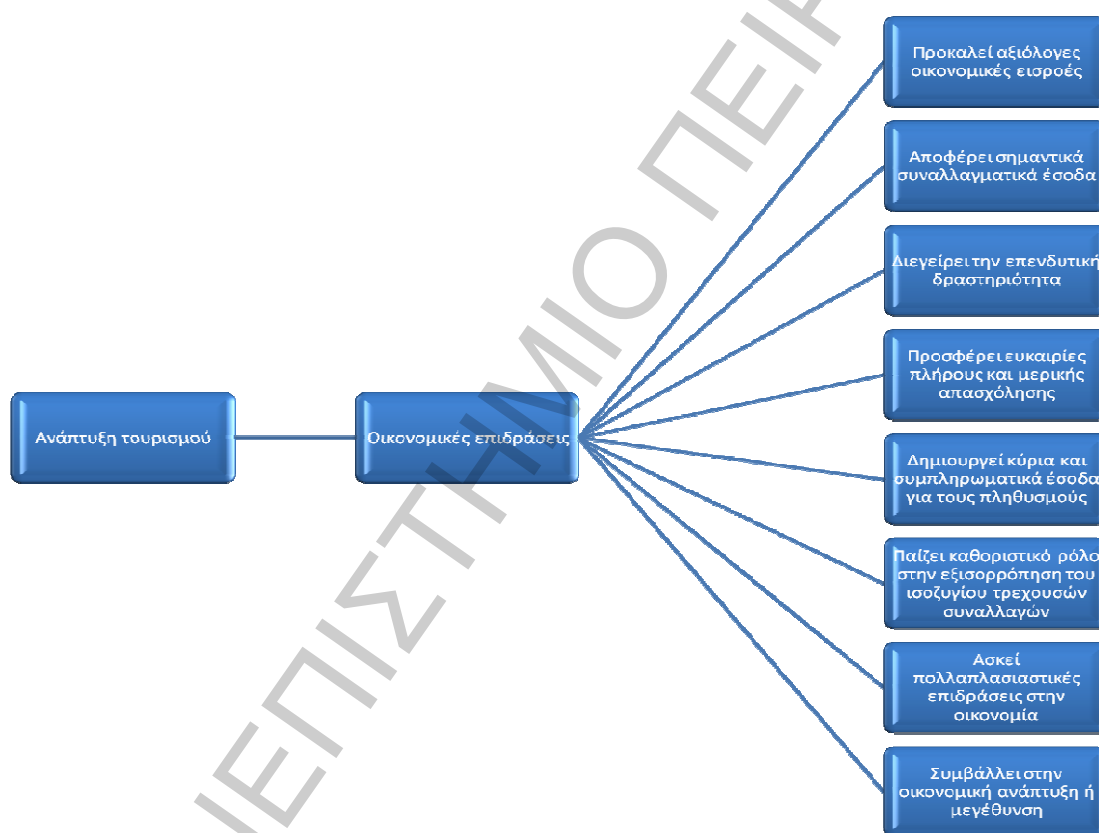 Ανάπτυξη τουρισμού
Οικονομικές επιδράσεις
Προκαλεί αξιόλογες
οικονομικές εισροές
Αποφέρει σημαντικά
συναλλαγματικά έσοδα
Διεγείρει την επενδυτική
δραστηριότητα
Προσφέρει ευκαιρίες
πλήρους και μερικής
απασχόλησης
Δημιουργεί κύρια και
συμπληρωματικά έσοδα
για τους πληθυσμούς
Παίζει καθοριστικό ρόλο
στην εξισορρόπηση του
ισοζυγίου τρεχουσών
συναλλαγών
Ασκεί
πολλαπλασιαστικές
επιδράσεις στην
οικονομία
Συμβάλλει στην
οικονομική ανάπτυξη ή
μεγέθυνση
ΝΕΠΙΣΤΗΜΙΟ ΠΕΙΡ